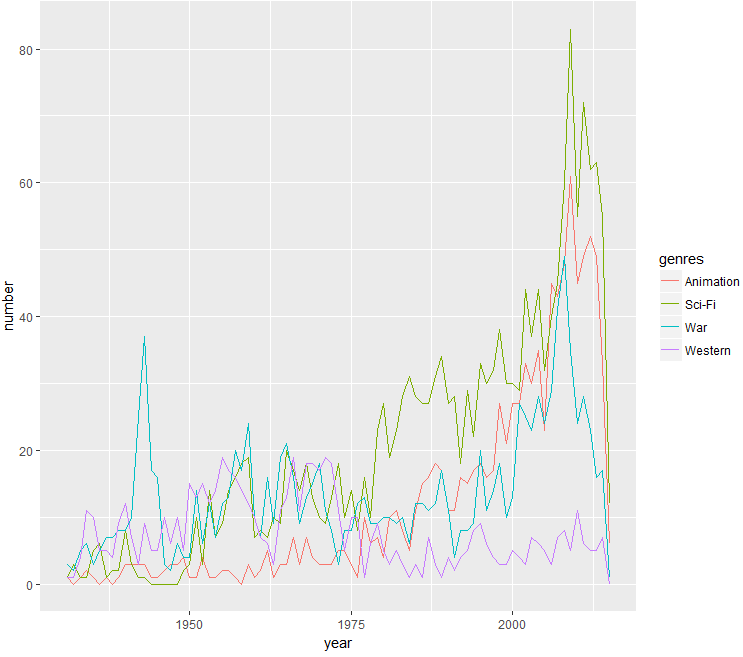 80
60
40
20
0
number
1950
1975
2000
year
genres
Animation
Sci-Fi
War
Western